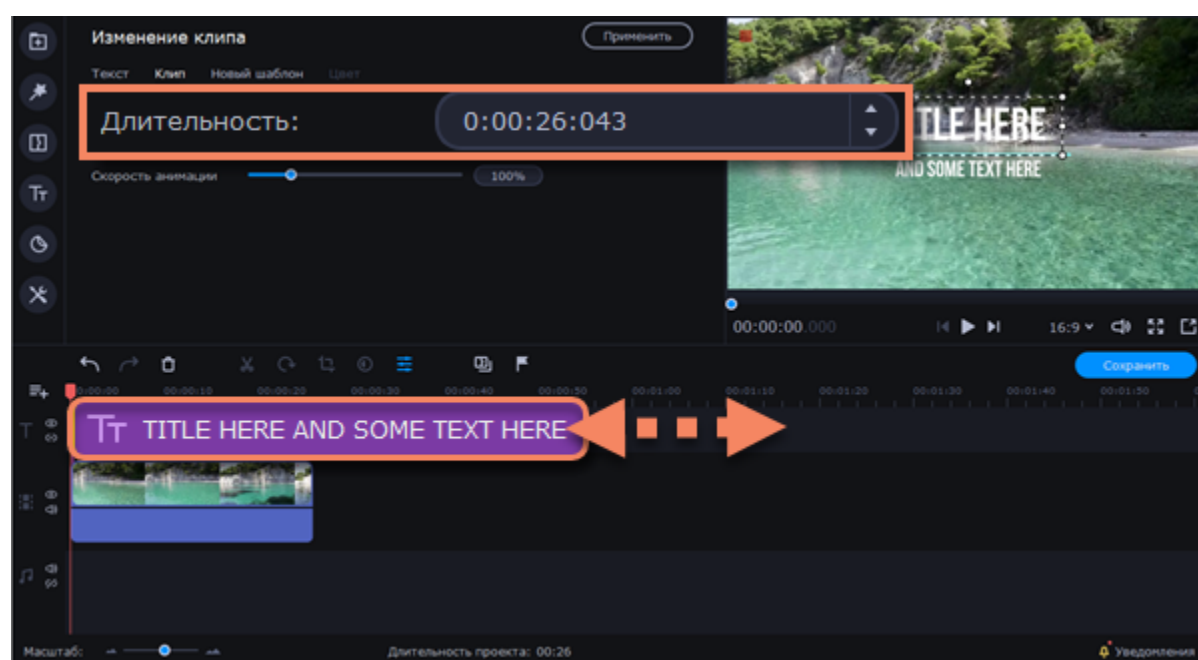 Изменение клипа
Применить
Текст Клип Новый шаблон Цвет
Длительность: 0:00:26:043
Скорость анимации 100%
TLE HERE
AND SOME TEXT HERE
00:00:00.000
16:9
Сохранить
0:00:00 00:00:10 00:00:20 00:00:30 00:00:40 00:00:50 00:01:00 00:01:10 00:01:20 00:01:30 00:01:40 00:01:50
TITLE HERE AND SOME TEXT HERE
Масштаб:
Длительность проекта: 00:26
Уведомления